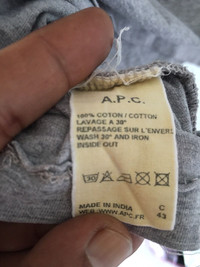 A.P.C.
100% COTON / COTTON
LAVAGE A 30°
REPASSAGE SUR L'ENVERS
WASH 30° AND IRON
INSIDE OUT
MADE IN INDIA
C
WEB WWW.APC.FR
43